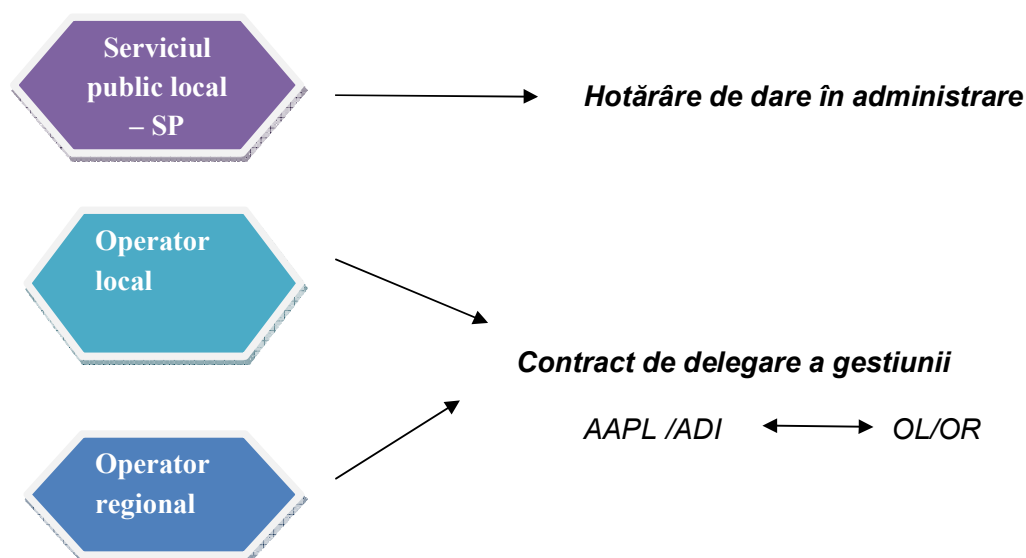 Serviciul
public local
– SP
Hotărâre de dare în administrare
Operator
local
Contract de delegare a gestiunii
AAPL /ADI OL/OR
Operator
regional